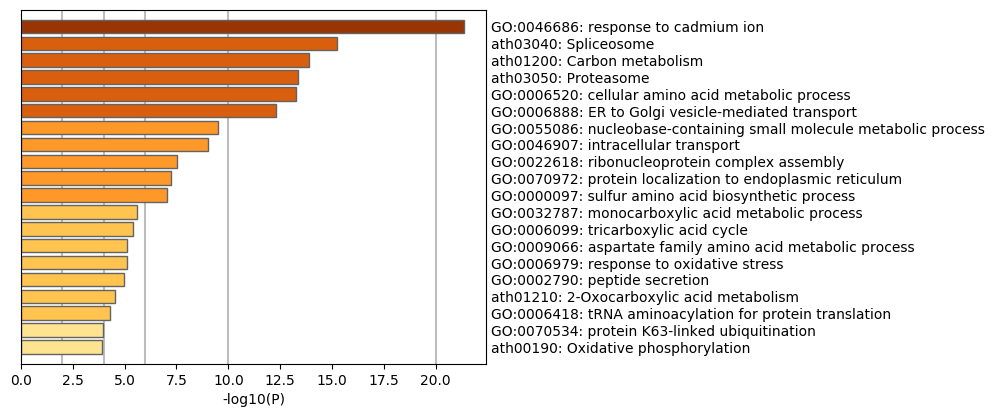 GO:0046686: response to cadmium ion
ath03040: Spliceosome
ath01200: Carbon metabolism
ath03050: Proteasome
GO:0006520: cellular amino acid metabolic process
GO:0006888: ER to Golgi vesicle-mediated transport
GO:0055086: nucleobase-containing small molecule metabolic process
GO:0046907: intracellular transport
GO:0022618: ribonucleoprotein complex assembly
GO:0070972: protein localization to endoplasmic reticulum
GO:0000097: sulfur amino acid biosynthetic process
GO:0032787: monocarboxylic acid metabolic process
GO:0006099: tricarboxylic acid cycle
GO:0009066: aspartate family amino acid metabolic process
GO:0006979: response to oxidative stress
GO:0002790: peptide secretion
ath01210: 2-Oxocarboxylic acid metabolism
GO:0006418: tRNA aminoacylation for protein translation
GO:0070534: protein K63-linked ubiquitination
ath00190: Oxidative phosphorylation
0.0 2.5 5.0 7.5 10.0 12.5 15.0 17.5 20.0
-log10(P)